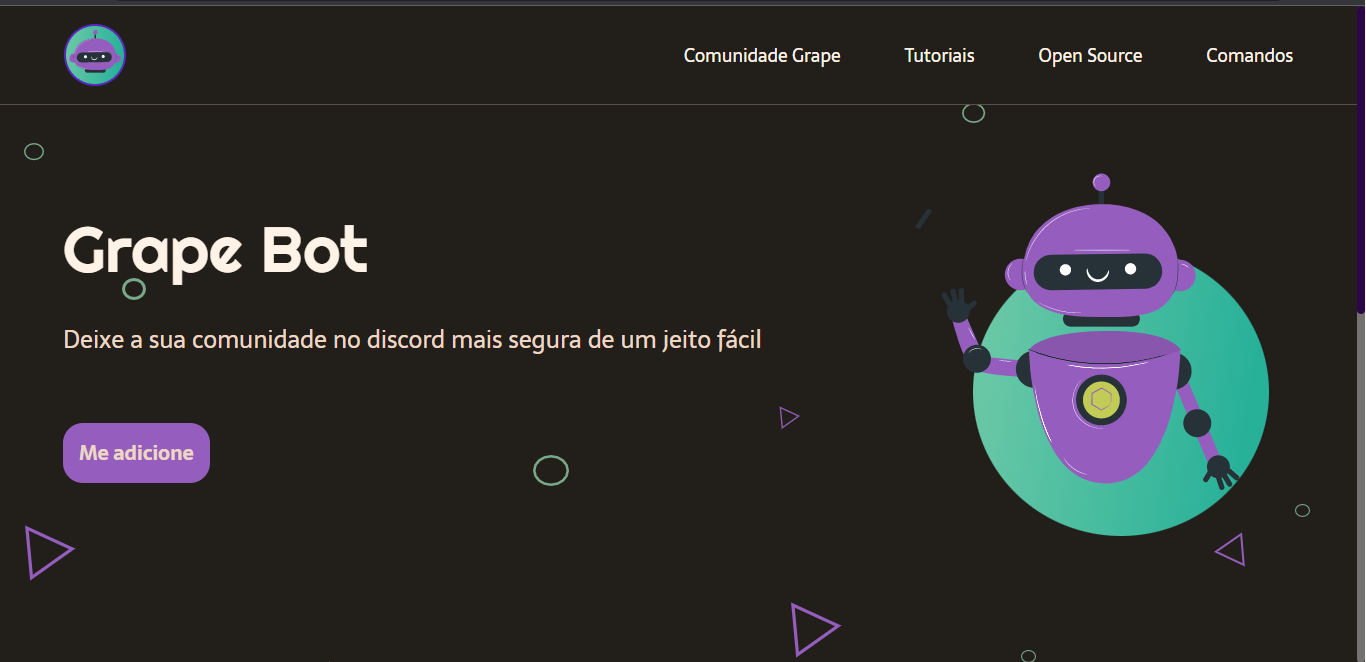 Comunidade Grape
Tutoriais
Open Source
Comandos
Grape Bot
Deixe a sua comunidade no discord mais segura de um jeito fácil
Me adicione